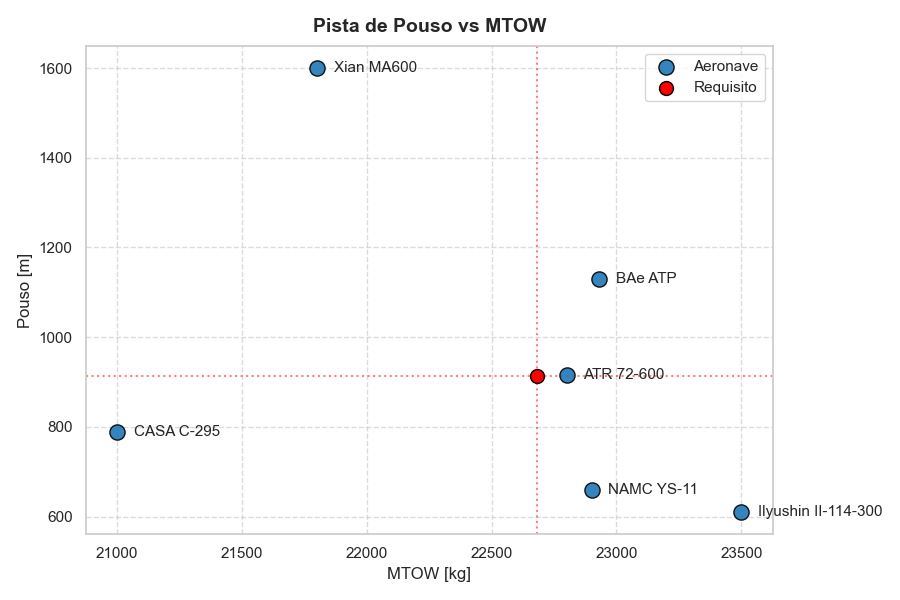 Pista de Pouso vs MTOW
Aeronave
Requisito
Xian MA600
BAe ATP
ATR 72-600
CASA C-295
NAMC YS-11
Ilyushin Il-114-300
Pouso [m]
1600
1400
1200
1000
800
600
21000 21500 22000 22500 23000 23500
MTOW [kg]